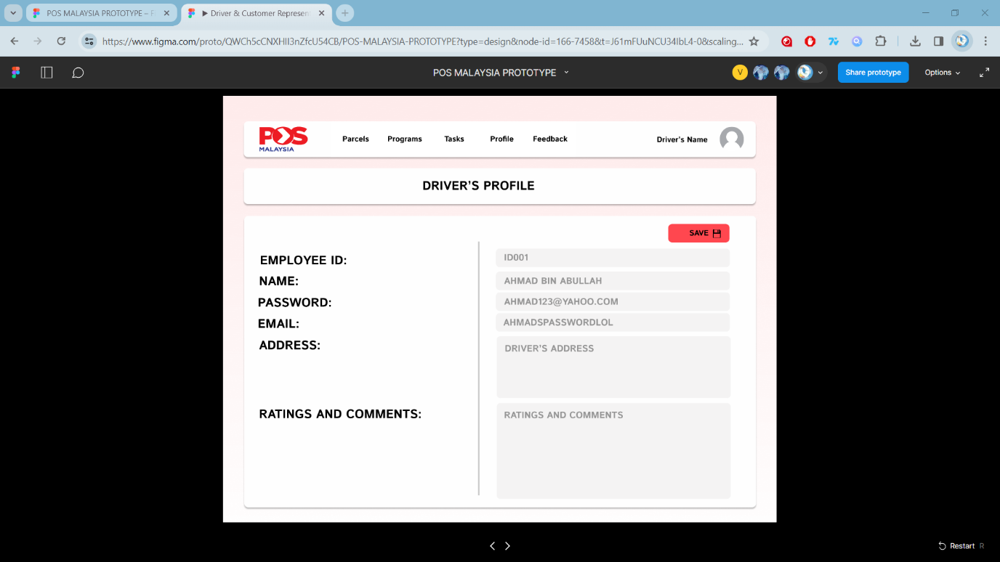 POS MALAYSIA PROTOTYPE – F
Driver & Customer Represen
https://www.figma.com/proto/QWCh5cCNXHII3nZfcU54CB/POS-MALAYSIA-PROTOTYPE?type=design&node-id=166-7458&t=J61mFUuNCU34IbL4-0&scaling...
POS MALAYSIA PROTOTYPE
V
Share prototype
Options
POS
MALAYSIA
Parcels
Programs
Tasks
Profile
Feedback
Driver's Name
DRIVER'S PROFILE
SAVE
EMPLOYEE ID:
ID001
NAME:
AHMAD BIN ABULLAH
PASSWORD:
AHMAD123@YAHOO.COM
EMAIL:
AHMADSPASSWORDLOL
ADDRESS:
DRIVER'S ADDRESS
RATINGS AND COMMENTS:
RATINGS AND COMMENTS
Restart R